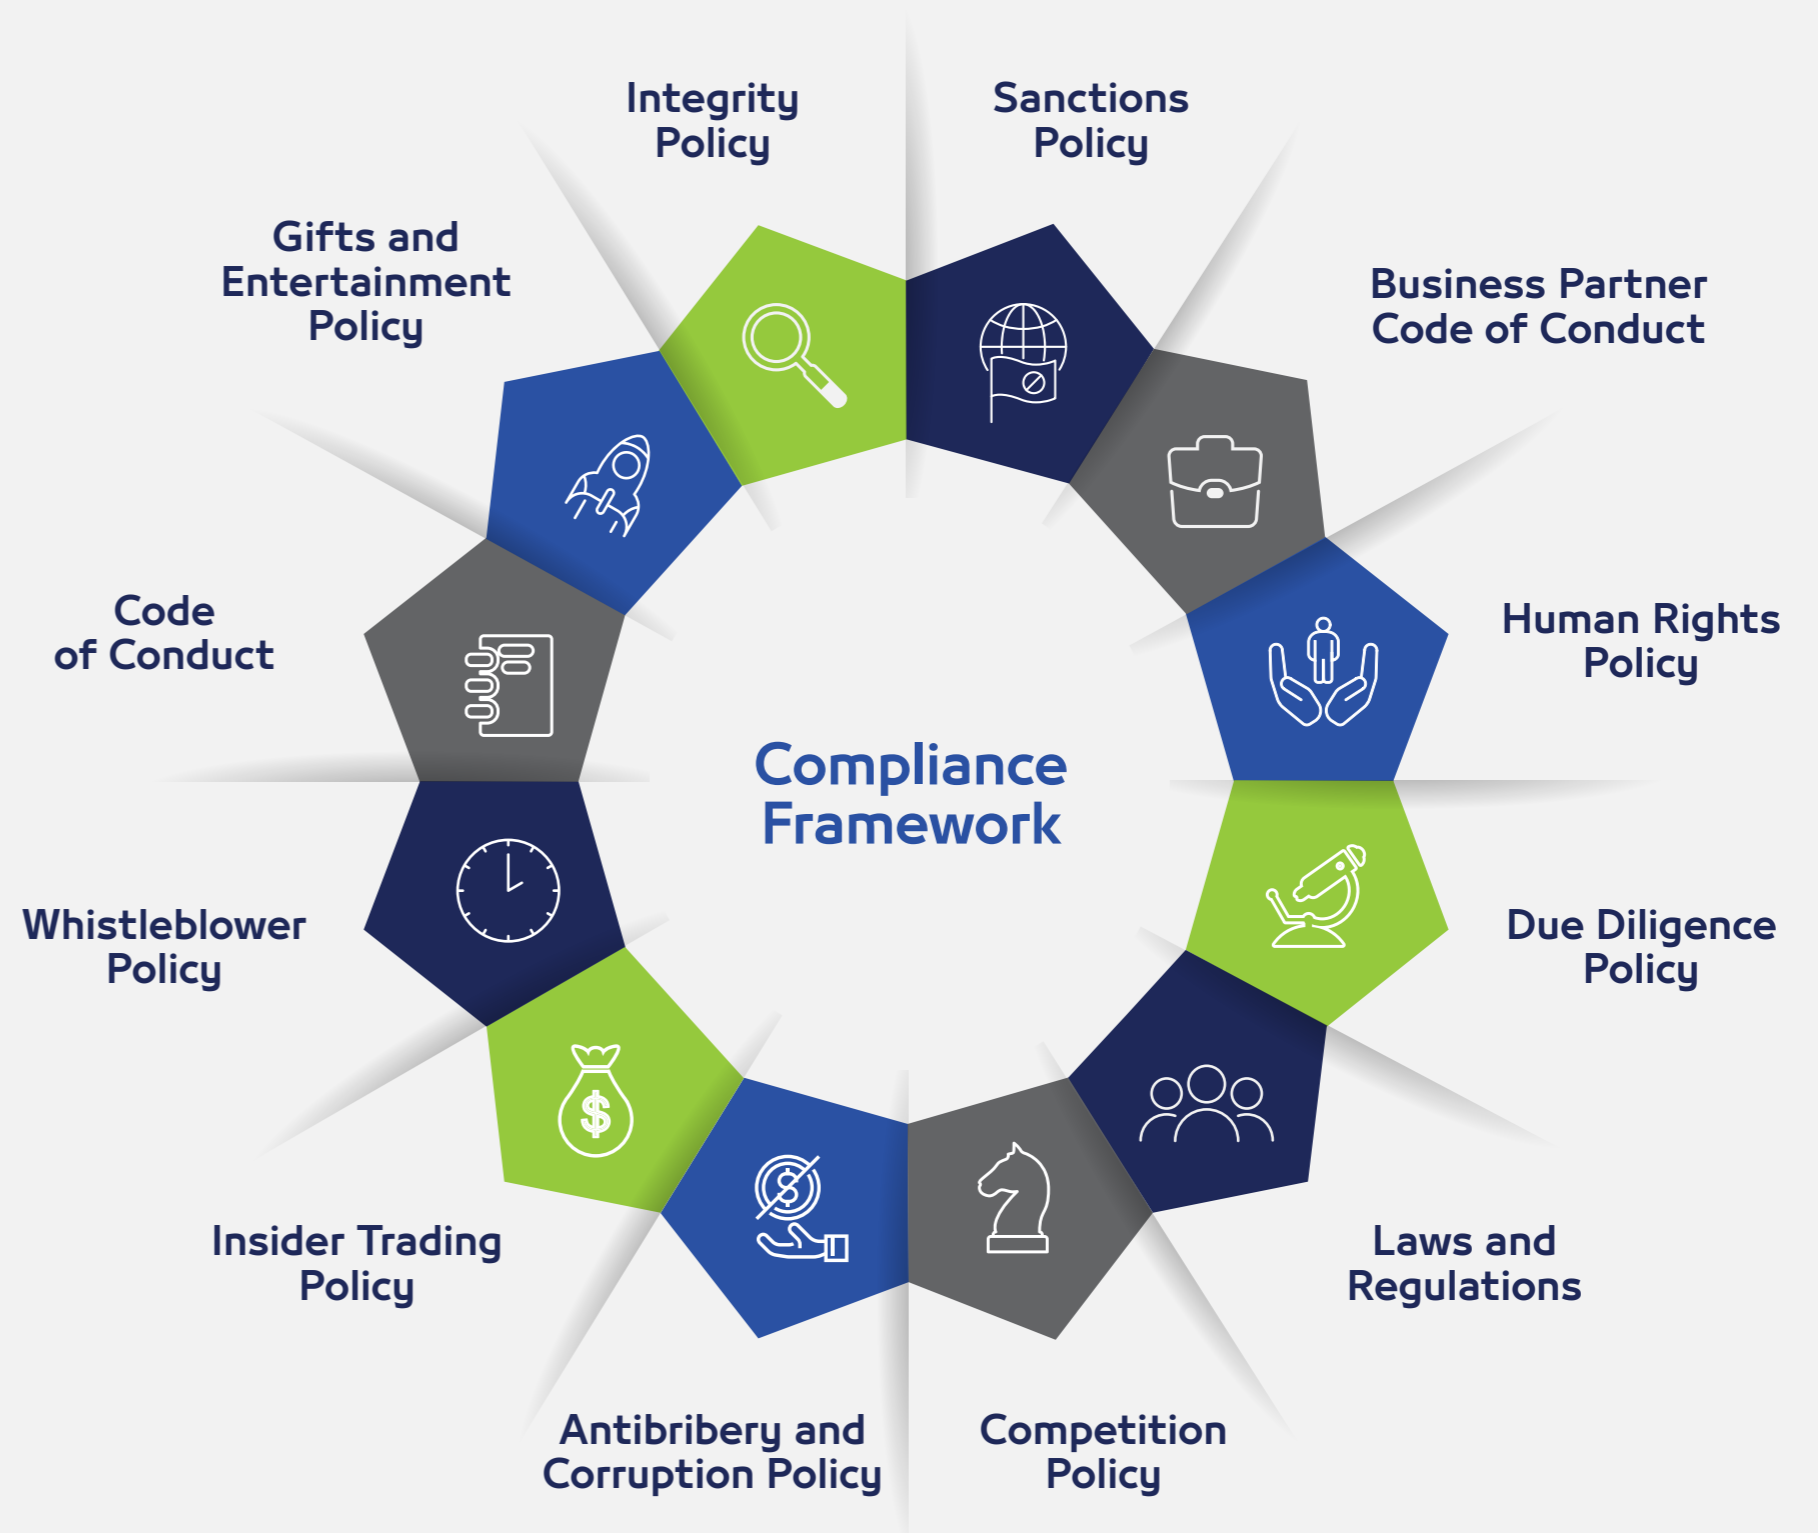 Integrity
Policy
Sanctions
Policy
Gifts and
Entertainment
Policy
Business Partner
Code of Conduct
Code
of Conduct
Human Rights
Policy
Compliance
Framework
Whistleblower
Policy
Due Diligence
Policy
$
$
Insider Trading
Policy
Laws and
Regulations
Antibribery and
Corruption Policy
Competition
Policy